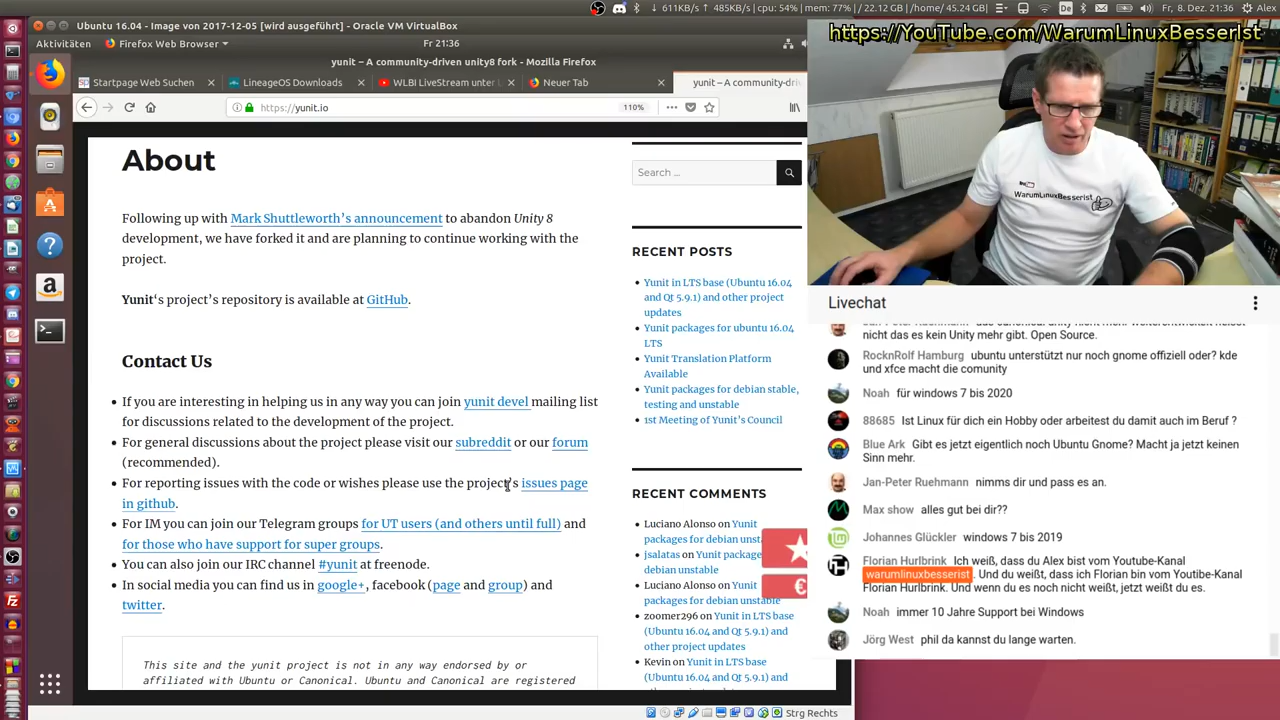 611KB/s 485KB/s cpu: 54% mem: 77% // 22.12 GB /home/45.24 GB De Fr, 8. Dez. 21:36 Alex
Ubuntu 16.04 - Image von 2017-12-05 [wird ausgeführt] - Oracle VM VirtualBox
https://YouTube.com/WarumLinuxBesserIst
Aktivitäten Firefox Web Browser Fr 21:36
yunit – A community-driven unity8 fork - Mozilla Firefox
Startpage Web Suchen × LineageOS Downloads × WLBI LiveStream unter L × Neuer Tab × yunit – A community-driv
https://yunit.io 110%
About
Following up with Mark Shuttleworth's announcement to abandon Unity 8
development, we have forked it and are planning to continue working with the
project.
Yunit's project's repository is available at GitHub.
Contact Us
If you are interesting in helping us in any way you can join yunit devel mailing list
for discussions related to the development of the project.
For general discussions about the project please visit our subreddit or our forum
(recommended).
For reporting issues with the code or wishes please use the project's issues page
in github.
For IM you can join our Telegram groups for UT users (and others until full) and
for those who have support for super groups.
You can also join our IRC channel #yunit at freenode.
In social media you can find us in google+, facebook (page and group) and
twitter.
This site and the yunit project is not in any way endorsed by or
affiliated with Ubuntu or Canonical. Ubuntu and Canonical are registered
Search ...
RECENT POSTS
Yunit in LTS base (Ubuntu 16.04
and Qt 5.9.1) and other project
updates
Yunit packages for ubuntu 16.04
LTS
Yunit Translation Platform
Available
Yunit packages for debian stable,
testing and unstable
1st Meeting of Yunit's Council
RECENT COMMENTS
Luciano Alonso on Yunit
packages for debian unsta
jsalatas on Yunit package
debian unstable
Luciano Alonso on Yunit
packages for debian unstable
zoomer296 on Yunit in LTS base
(Ubuntu 16.04 and Qt 5.9.1) and
other project updates
Kevin on Yunit in LTS base
(Ubuntu 16.04 and Qt 5.9.1) and
€
WarumLinuxBesserIst
Livechat
Jan-Peter Ruehmann das canonical unity nicht mehr weiterentwickelt heisst
nicht das es kein Unity mehr gibt. Open Source.
RocknRolf Hamburg ubuntu unterstützt nur noch gnome offiziell oder? kde
und xfce macht die comunity
Noah für windows 7 bis 2020
88685 Ist Linux für dich ein Hobby oder arbeitest du damit auch im Beruf ?
Blue Ark Gibt es jetzt eigentlich noch Ubuntu Gnome? Macht ja jetzt keinen
Sinn mehr.
Jan-Peter Ruehmann nimms dir und pass es an.
Max show alles gut bei dir??
Johannes Glückler windows 7 bis 2019
Florian Hurlbrink Ich weiß, dass du Alex bist vom Youtube-Kanal
warumlinuxbesserist. Und du weißt, dass ich Florian bin vom Youtibe-Kanal
Florian Hurlbrink. Und wenn du es noch nicht weißt, jetzt weißt du es.
Noah immer 10 Jahre Support bei Windows
Jörg West phil da kannst du lange warten.
Strg Rechts